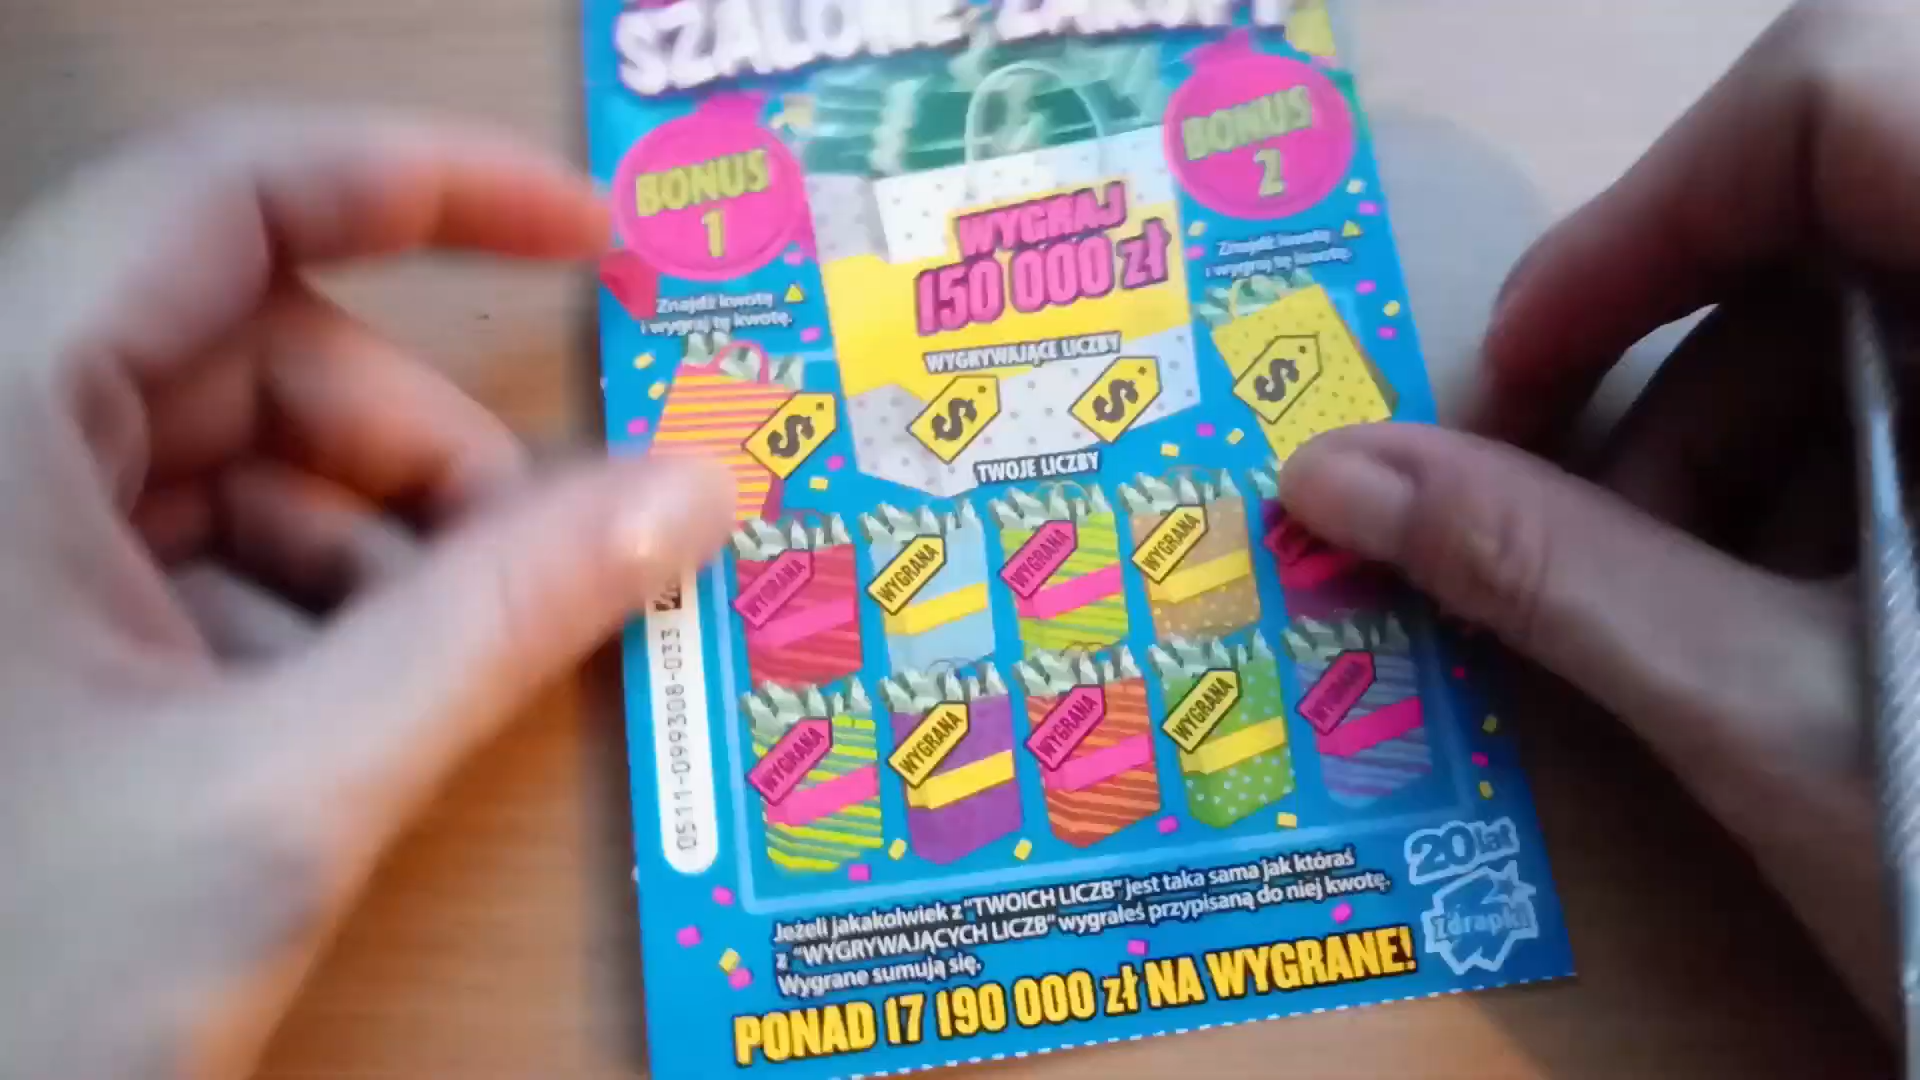 SZALONE ZAKUPY
BONUS
1
Znajdź kwotę
i wygraj tę kwotę.
WYGRAJ
150 000 zł
BONUS
2
Znajdź kwotę
i wygraj tę kwotę.
WYGRYWAJĄCE LICZBY
$
$
$
$
TWOJE LICZBY
WYGRANA
WYGRANA
WYGRANA
WYGRANA
WYGRANA
WYGRANA
WYGRANA
WYGRANA
WYGRANA
0511-099308-033
Jeżeli jakakolwiek z "TWOICH LICZB" jest taka sama jak któraś
z "WYGRYWAJĄCYCH LICZB" wygrałeś przypisaną do niej kwotę.
Wygrane sumują się.
20 lat
Zdrapki
PONAD 17 190 000 zł NA WYGRANE!